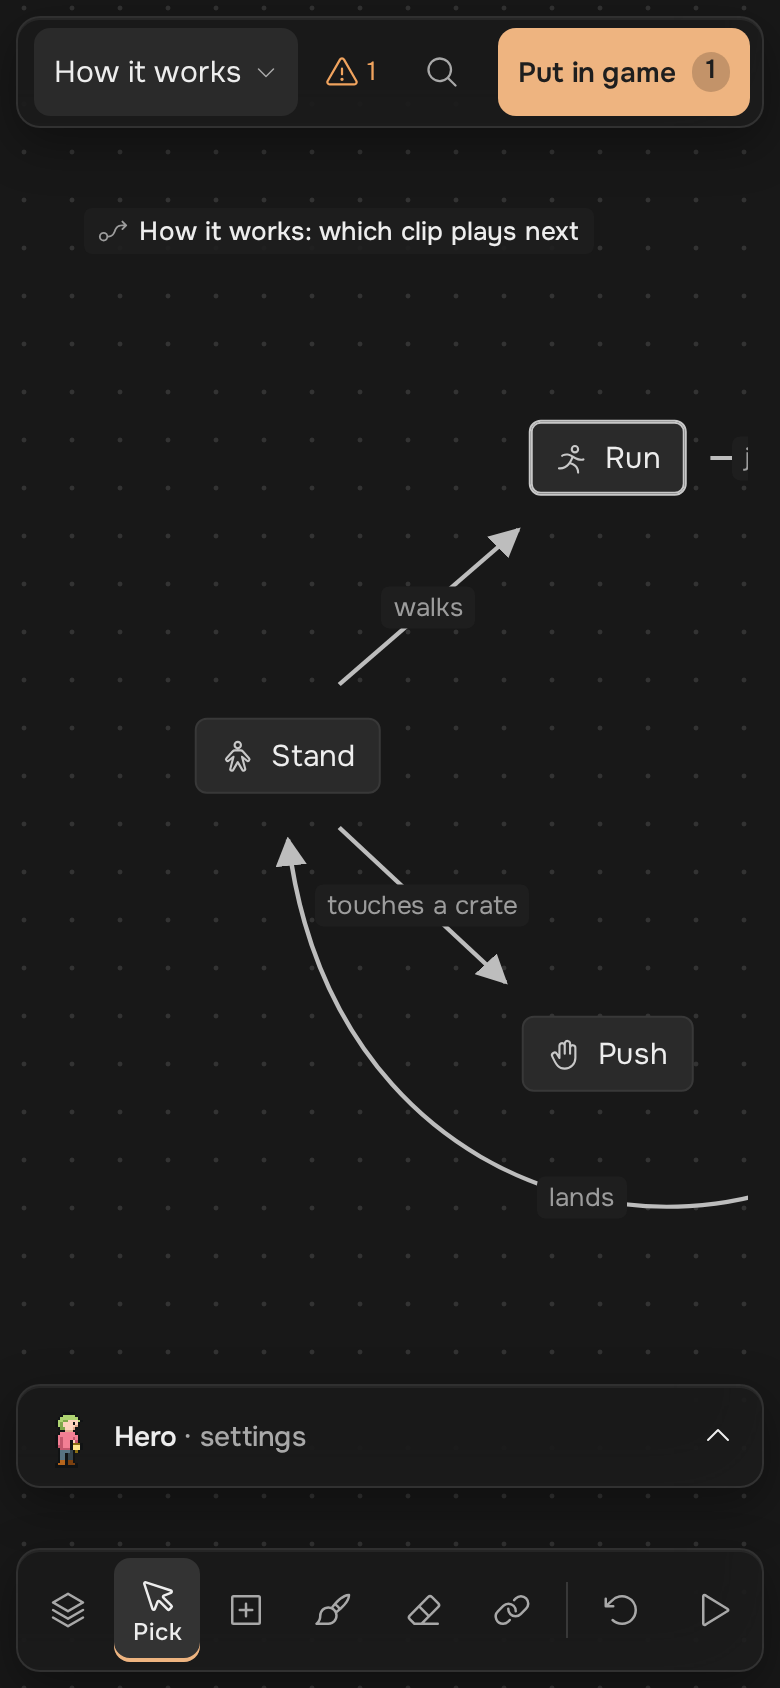 How it works
1
Put in game 1
How it works: which clip plays next
Run
walks
Stand
touches a crate
Push
lands
Hero · settings
Pick